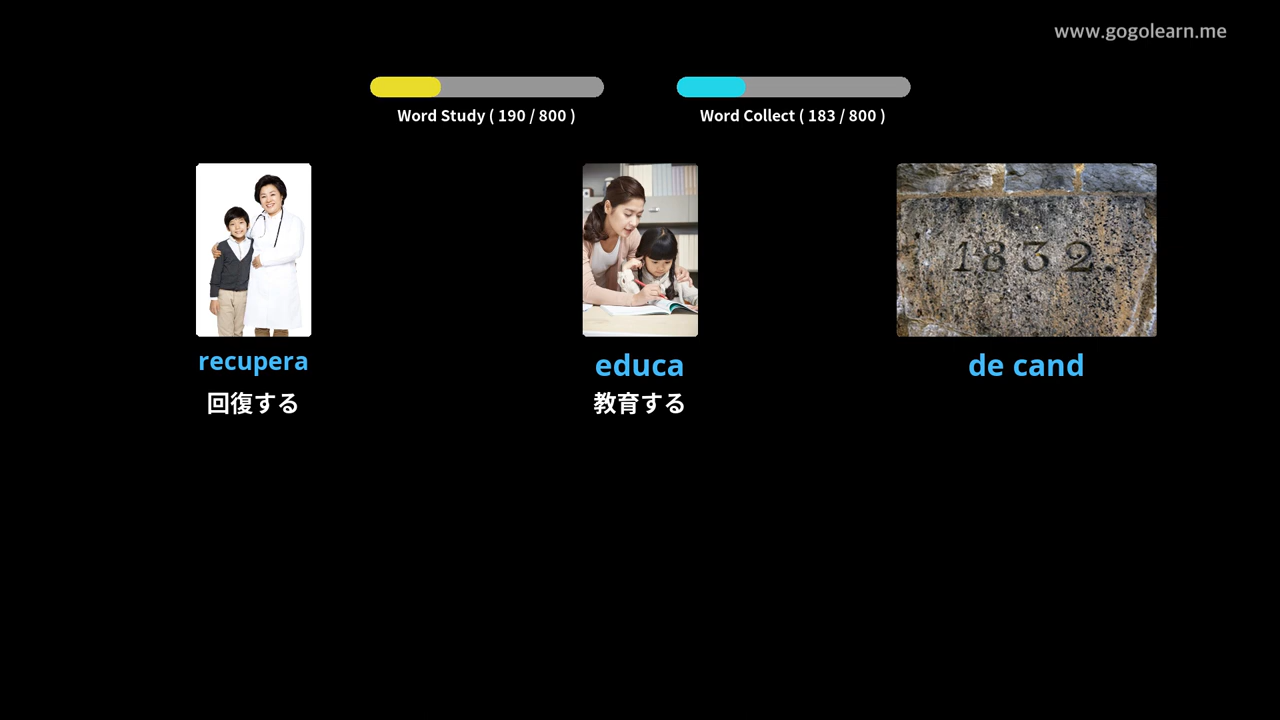 www.gogolearn.me
Word Study ( 190 / 800 )
Word Collect ( 183 / 800 )
1832.
recupera
educa
de cand
回復する
教育する